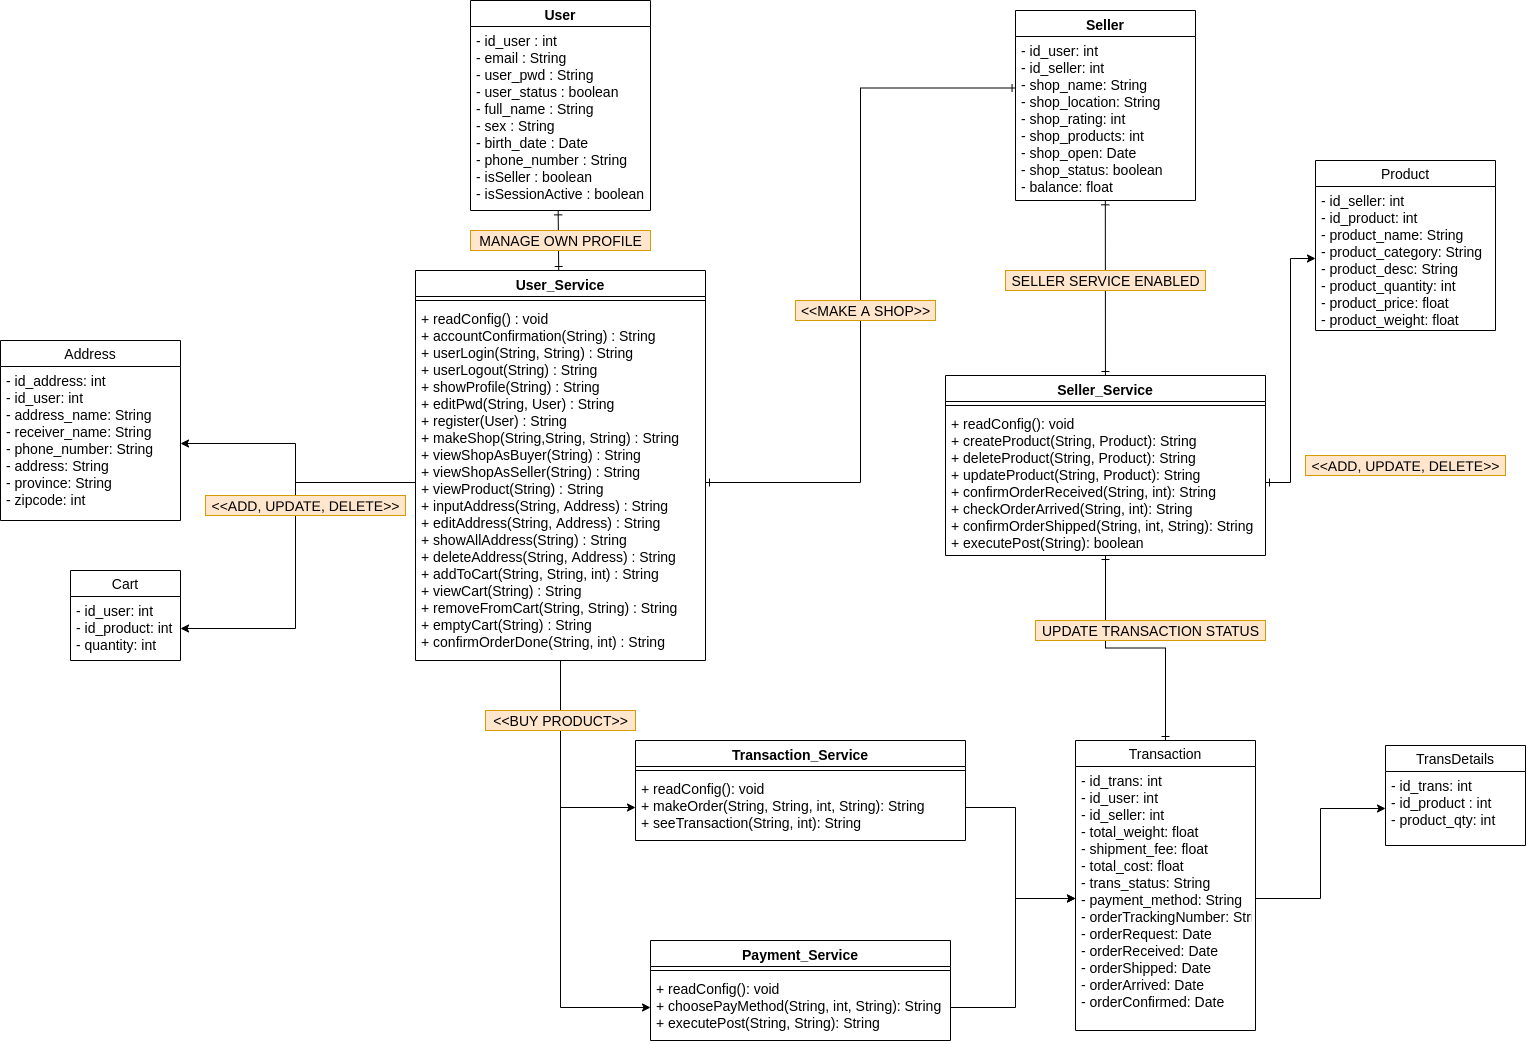 User
- id_user : int
- email : String
- user_pwd : String
- user_status : boolean
- full_name : String
- sex : String
- birth_date : Date
- phone_number : String
- isSeller : boolean
- isSessionActive : boolean
MANAGE OWN PROFILE
User_Service
+ readConfig() : void
+ accountConfirmation(String) : String
+ userLogin(String, String) : String
+ userLogout(String) : String
+ showProfile(String) : String
+ editPwd(String, User) : String
+ register(User) : String
+ makeShop(String,String, String) : String
+ viewShopAsBuyer(String) : String
+ viewShopAsSeller(String) : String
+ viewProduct(String) : String
+ inputAddress(String, Address) : String
+ editAddress(String, Address) : String
+ showAllAddress(String) : String
+ deleteAddress(String, Address) : String
+ addToCart(String, String, int) : String
+ viewCart(String) : String
+ removeFromCart(String, String) : String
+ emptyCart(String) : String
+ confirmOrderDone(String, int) : String
Address
- id_address: int
- id_user: int
- address_name: String
- receiver_name: String
- phone_number: String
- address: String
- province: String
- zipcode: int
<<ADD, UPDATE, DELETE>>
Cart
- id_user: int
- id_product: int
- quantity: int
<<MAKE A SHOP>>
Seller
- id_user: int
- id_seller: int
- shop_name: String
- shop_location: String
- shop_rating: int
- shop_products: int
- shop_open: Date
- shop_status: boolean
- balance: float
SELLER SERVICE ENABLED
Seller_Service
+ readConfig(): void
+ createProduct(String, Product): String
+ deleteProduct(String, Product): String
+ updateProduct(String, Product): String
+ confirmOrderReceived(String, int): String
+ checkOrderArrived(String, int): String
+ confirmOrderShipped(String, int, String): String
+ executePost(String): boolean
Product
- id_seller: int
- id_product: int
- product_name: String
- product_category: String
- product_desc: String
- product_quantity: int
- product_price: float
- product_weight: float
<<ADD, UPDATE, DELETE>>
UPDATE TRANSACTION STATUS
<<BUY PRODUCT>>
Transaction_Service
+ readConfig(): void
+ makeOrder(String, String, int, String): String
+ seeTransaction(String, int): String
Payment_Service
+ readConfig(): void
+ choosePayMethod(String, int, String): String
+ executePost(String, String): String
Transaction
- id_trans: int
- id_user: int
- id_seller: int
- total_weight: float
- shipment_fee: float
- total_cost: float
- trans_status: String
- payment_method: String
- orderTrackingNumber: Str
- orderRequest: Date
- orderReceived: Date
- orderShipped: Date
- orderArrived: Date
- orderConfirmed: Date
TransDetails
- id_trans: int
- id_product : int
- product_qty: int